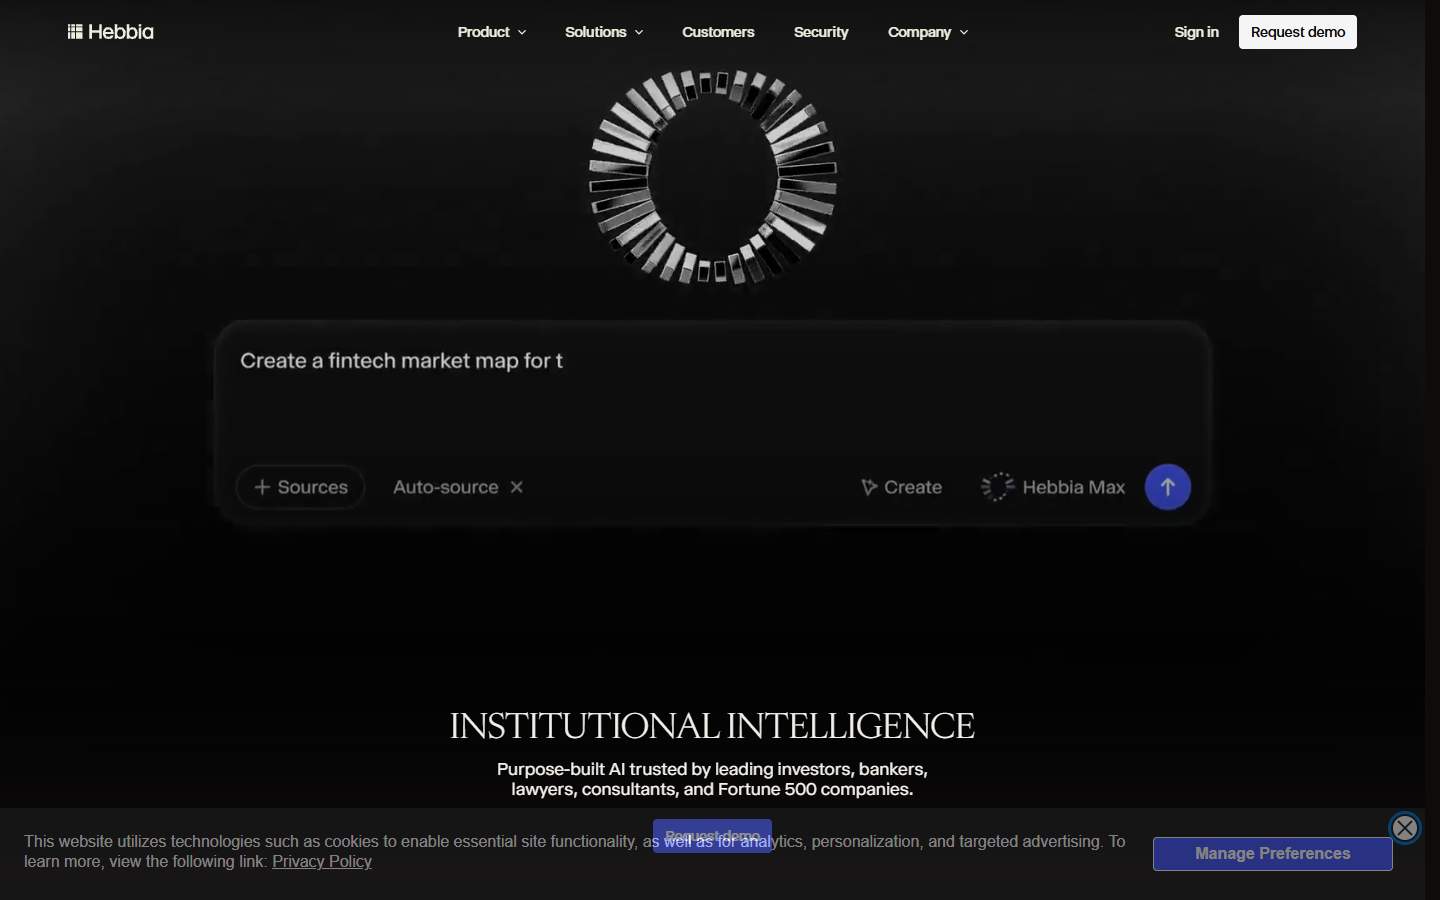 Hebbia
Product
Solutions
Customers
Security
Company
Sign in
Request demo
Create a fintech market map for t
Sources
Auto-source
Create
Hebbia Max
INSTITUTIONAL INTELLIGENCE
Purpose-built AI trusted by leading investors, bankers,
lawyers, consultants, and Fortune 500 companies.
Request demo
This website utilizes technologies such as cookies to enable essential site functionality, as well as for analytics, personalization, and targeted advertising. To
learn more, view the following link: Privacy Policy
Manage Preferences